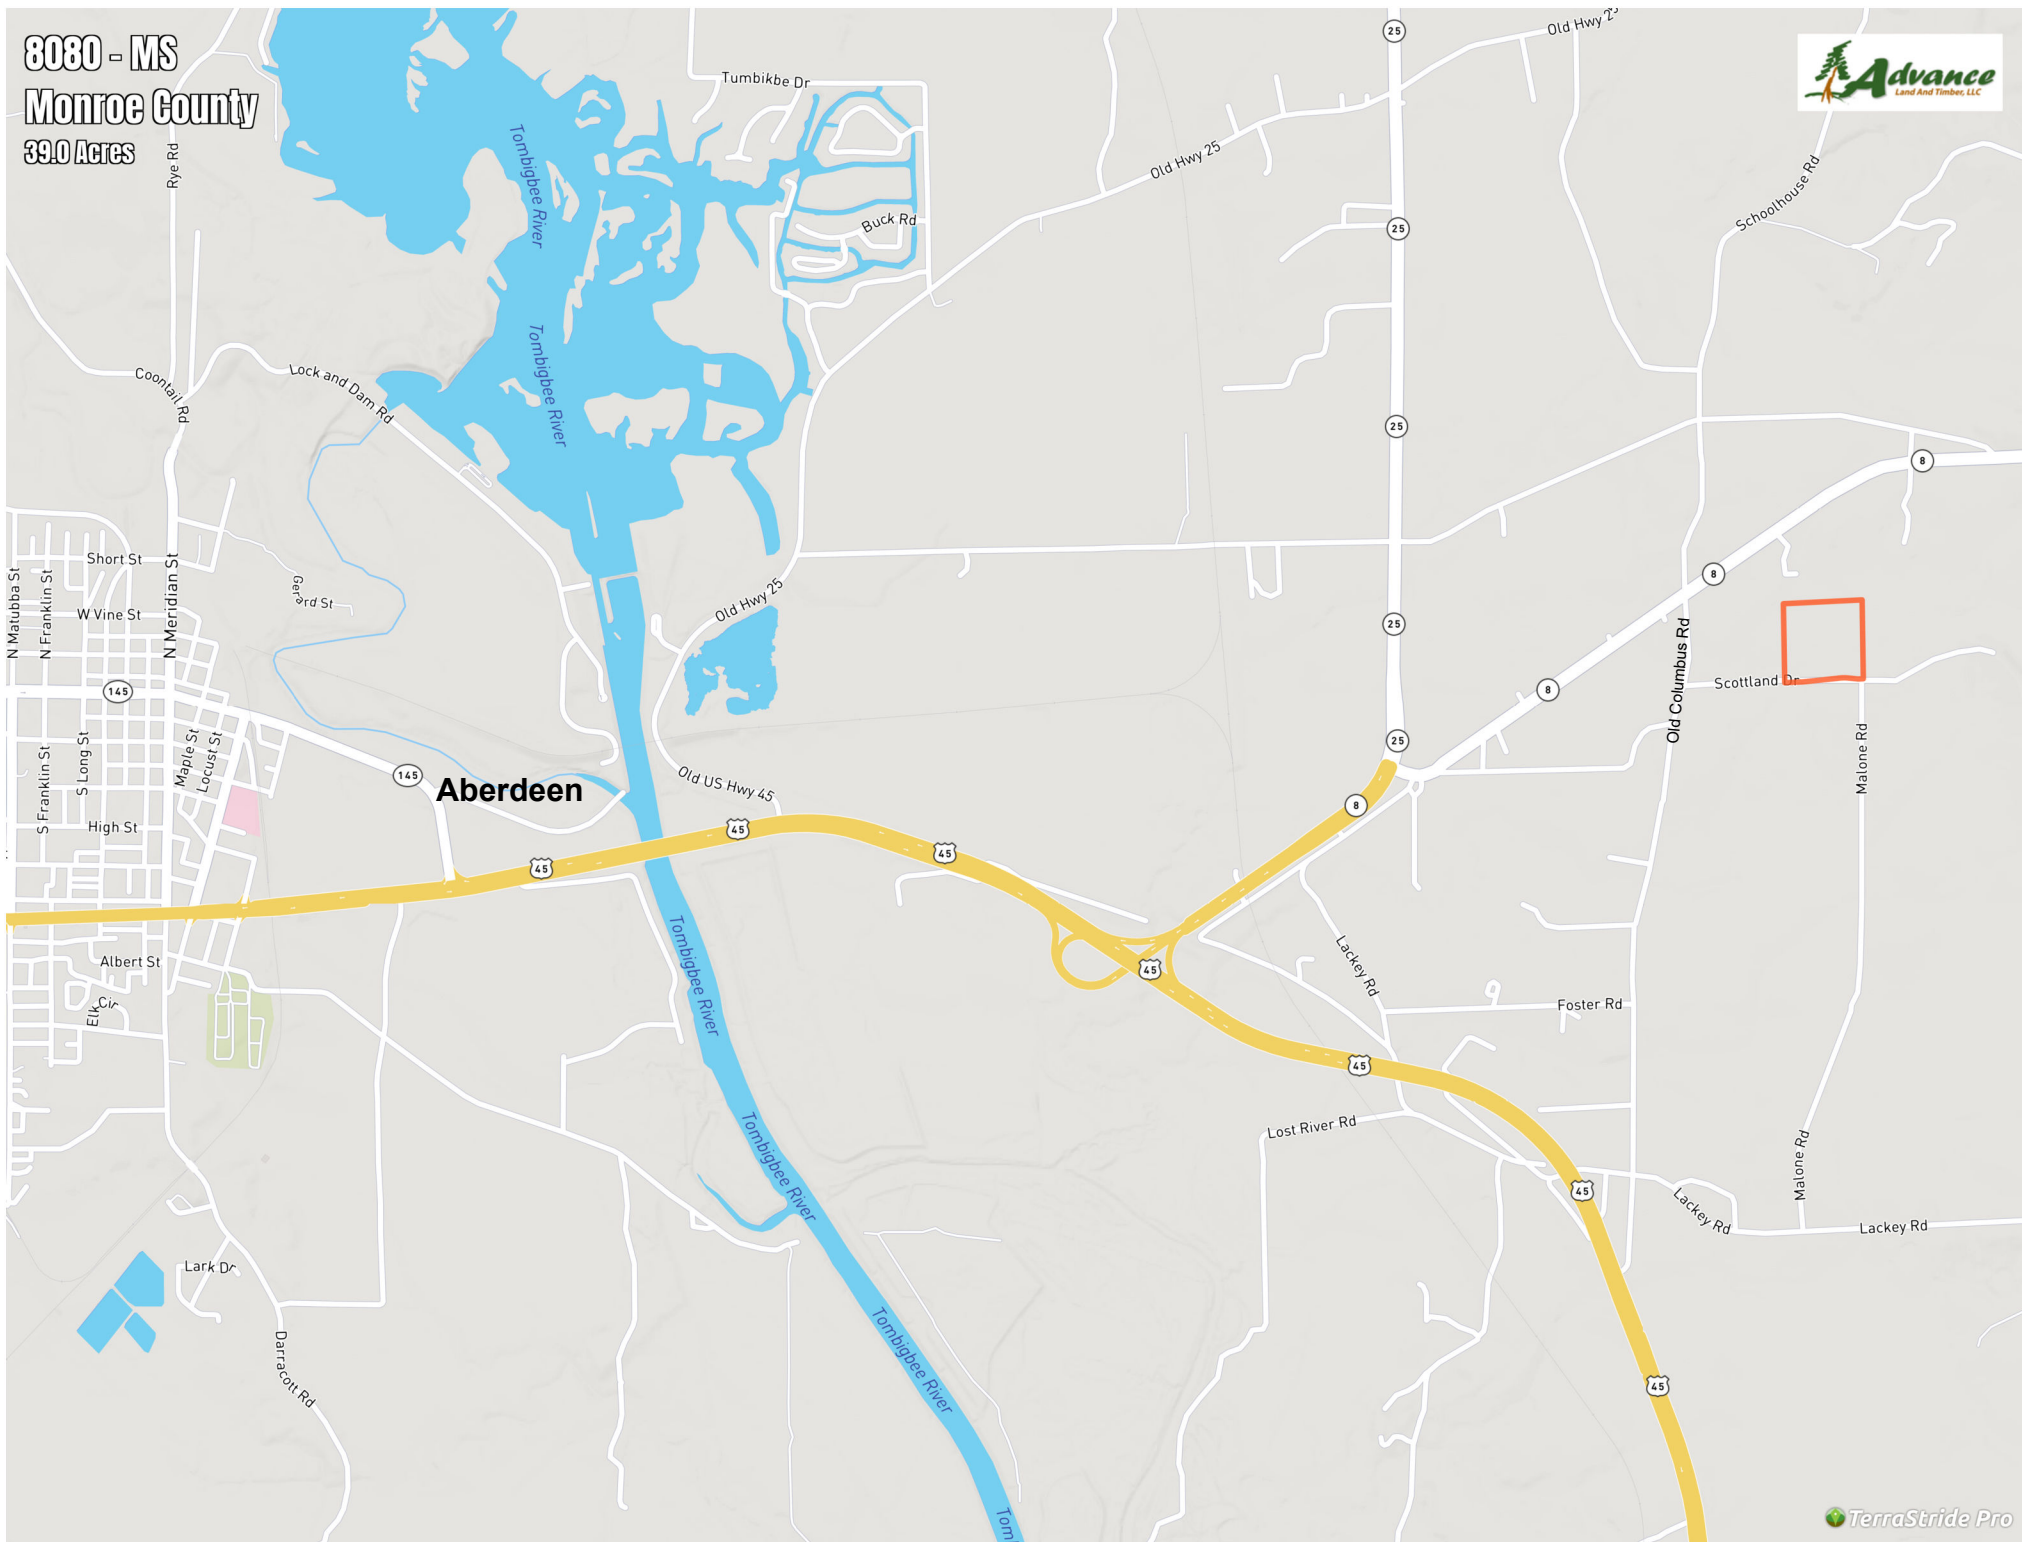 8080 - MS
Monroe County
39.0 Acres
Advance
Land And Timber, LLC
25
Old Hwy 25
Tumbikbe Dr
Rye Rd
Tombigbee River
Old Hwy 25
Schoolhouse Rd
Buck Rd
25
Tombigbee River
Coontail Rd
Lock and Dam Rd
25
8
Short St
N Meridian St
N Matubba St
N Franklin St
W Vine St
Gerard St
Old Hwy 25
8
25
Old Columbus Rd
Scottland Dr
8
145
Maple St
Locust St
S Long St
S Franklin St
145
Aberdeen
Old US Hwy 45
25
Malone Rd
High St
45
45
45
8
Albert St
Elk Cir
Tombigbee River
45
Lackey Rd
Foster Rd
45
Lost River Rd
Tombigbee River
Malone Rd
45
Lackey Rd
Lackey Rd
Lark Dr
Darracott Rd
Tombigbee River
45
Tom
TerraStride Pro